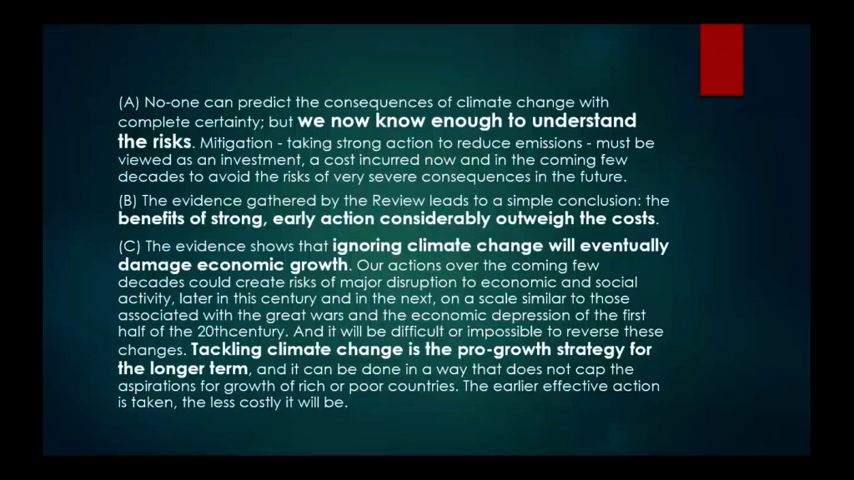 (A) No-one can predict the consequences of climate change with
complete certainty; but we now know enough to understand
the risks. Mitigation - taking strong action to reduce emissions - must be
viewed as an investment, a cost incurred now and in the coming few
decades to avoid the risks of very severe consequences in the future.
(B) The evidence gathered by the Review leads to a simple conclusion: the
benefits of strong, early action considerably outweigh the costs.
(C) The evidence shows that ignoring climate change will eventually
damage economic growth. Our actions over the coming few
decades could create risks of major disruption to economic and social
activity, later in this century and in the next, on a scale similar to those
associated with the great wars and the economic depression of the first
half of the 20thcentury. And it will be difficult or impossible to reverse these
changes. Tackling climate change is the pro-growth strategy for
the longer term, and it can be done in a way that does not cap the
aspirations for growth of rich or poor countries. The earlier effective action
is taken, the less costly it will be.